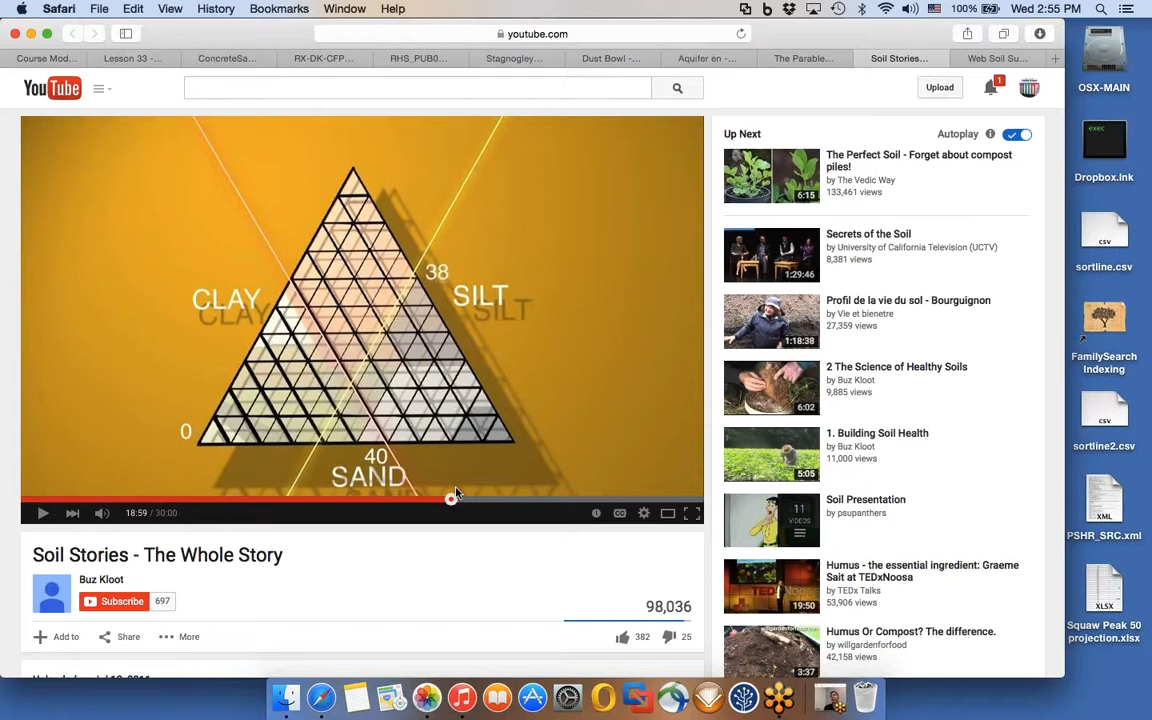 Safari File Edit View History Bookmarks Window Help 100% Wed 2:55 PM
youtube.com
Course Mod... Lesson 33 -... ConcreteSa... RX-DK-CFP... RHS_PUB0... Stagnogley... Dust Bowl -... Aquifer en -... The Parable... Soil Stories... Web Soil Su... +
YouTube Upload 1
CLAY
38
SILT
0
40
SAND
18:59 / 30:00
CC
Soil Stories - The Whole Story
Buz Kloot
Subscribe 697
98,036
Add to Share More 382 25
Up Next Autoplay
The Perfect Soil - Forget about compost
piles!
by The Vedic Way
133,461 views
6:15
Secrets of the Soil
by University of California Television (UCTV)
8,381 views
1:29:46
Profil de la vie du sol - Bourguignon
by Vie et bienetre
27,359 views
1:18:38
2 The Science of Healthy Soils
by Buz Kloot
9,885 views
6:02
1. Building Soil Health
by Buz Kloot
11,000 views
5:05
Soil Presentation
by psupanthers
11
VIDEOS
Humus - the essential ingredient: Graeme
Sait at TEDxNoosa
by TEDx Talks
53,906 views
19:50
Humus Or Compost? The difference.
by willgardenforfood
42,158 views
3:37
OSX-MAIN
exec
Dropbox.lnk
csv
sortline.csv
FamilySearch
Indexing
csv
sortline2.csv
XML
PSHR_SRC.xml
XLSX
Squaw Peak 50
projection.xlsx